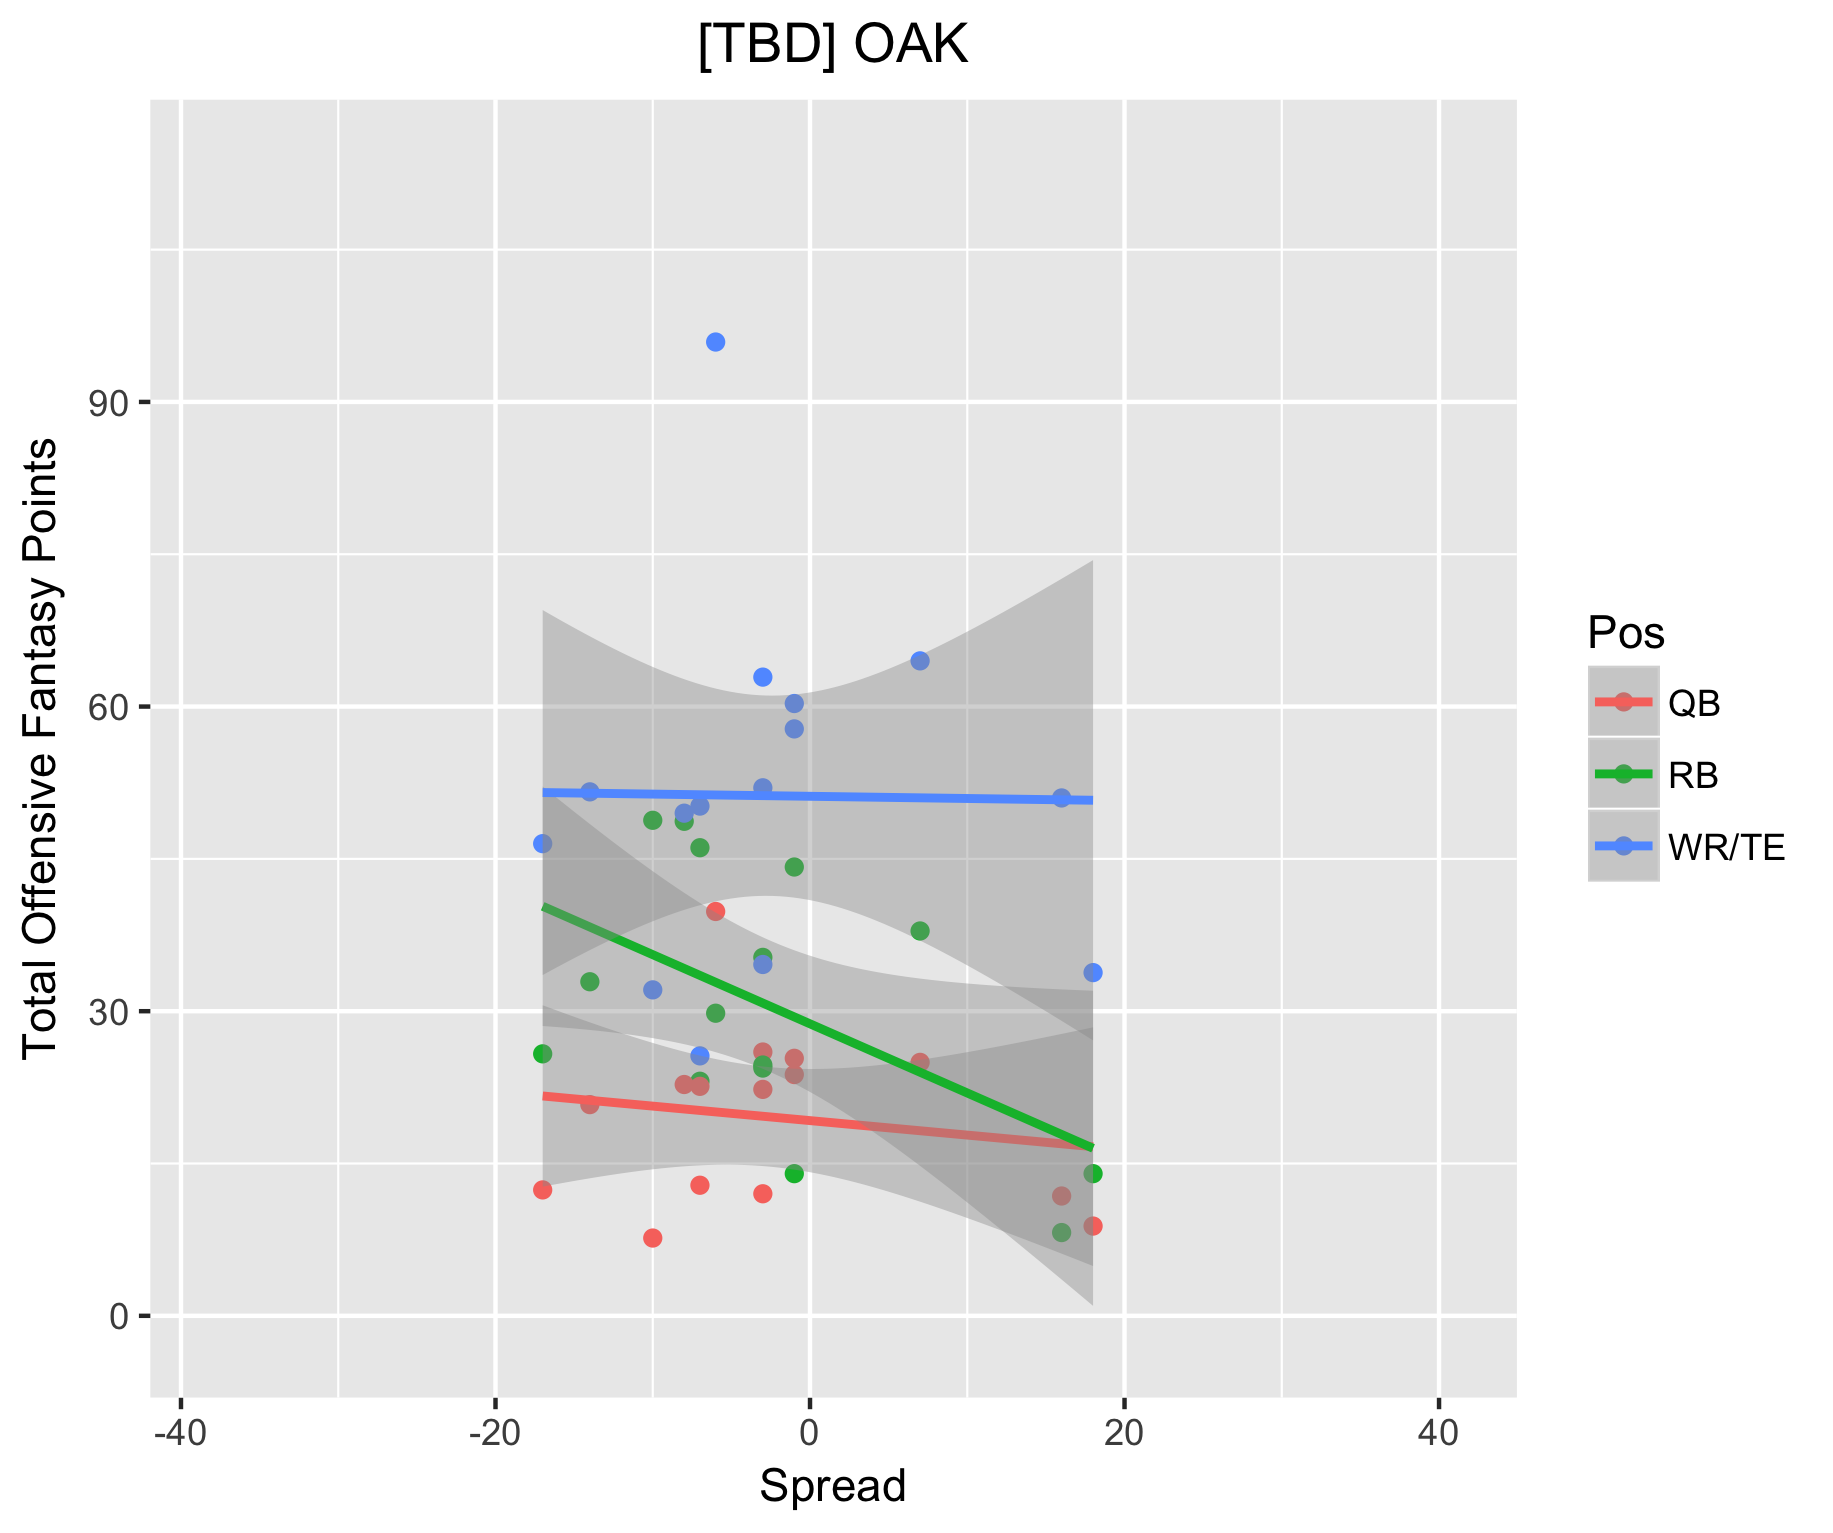 [TBD] OAK
Total Offensive Fantasy Points
90
60
30
0
-40 -20 0 20 40
Spread
Pos
QB
RB
WR/TE